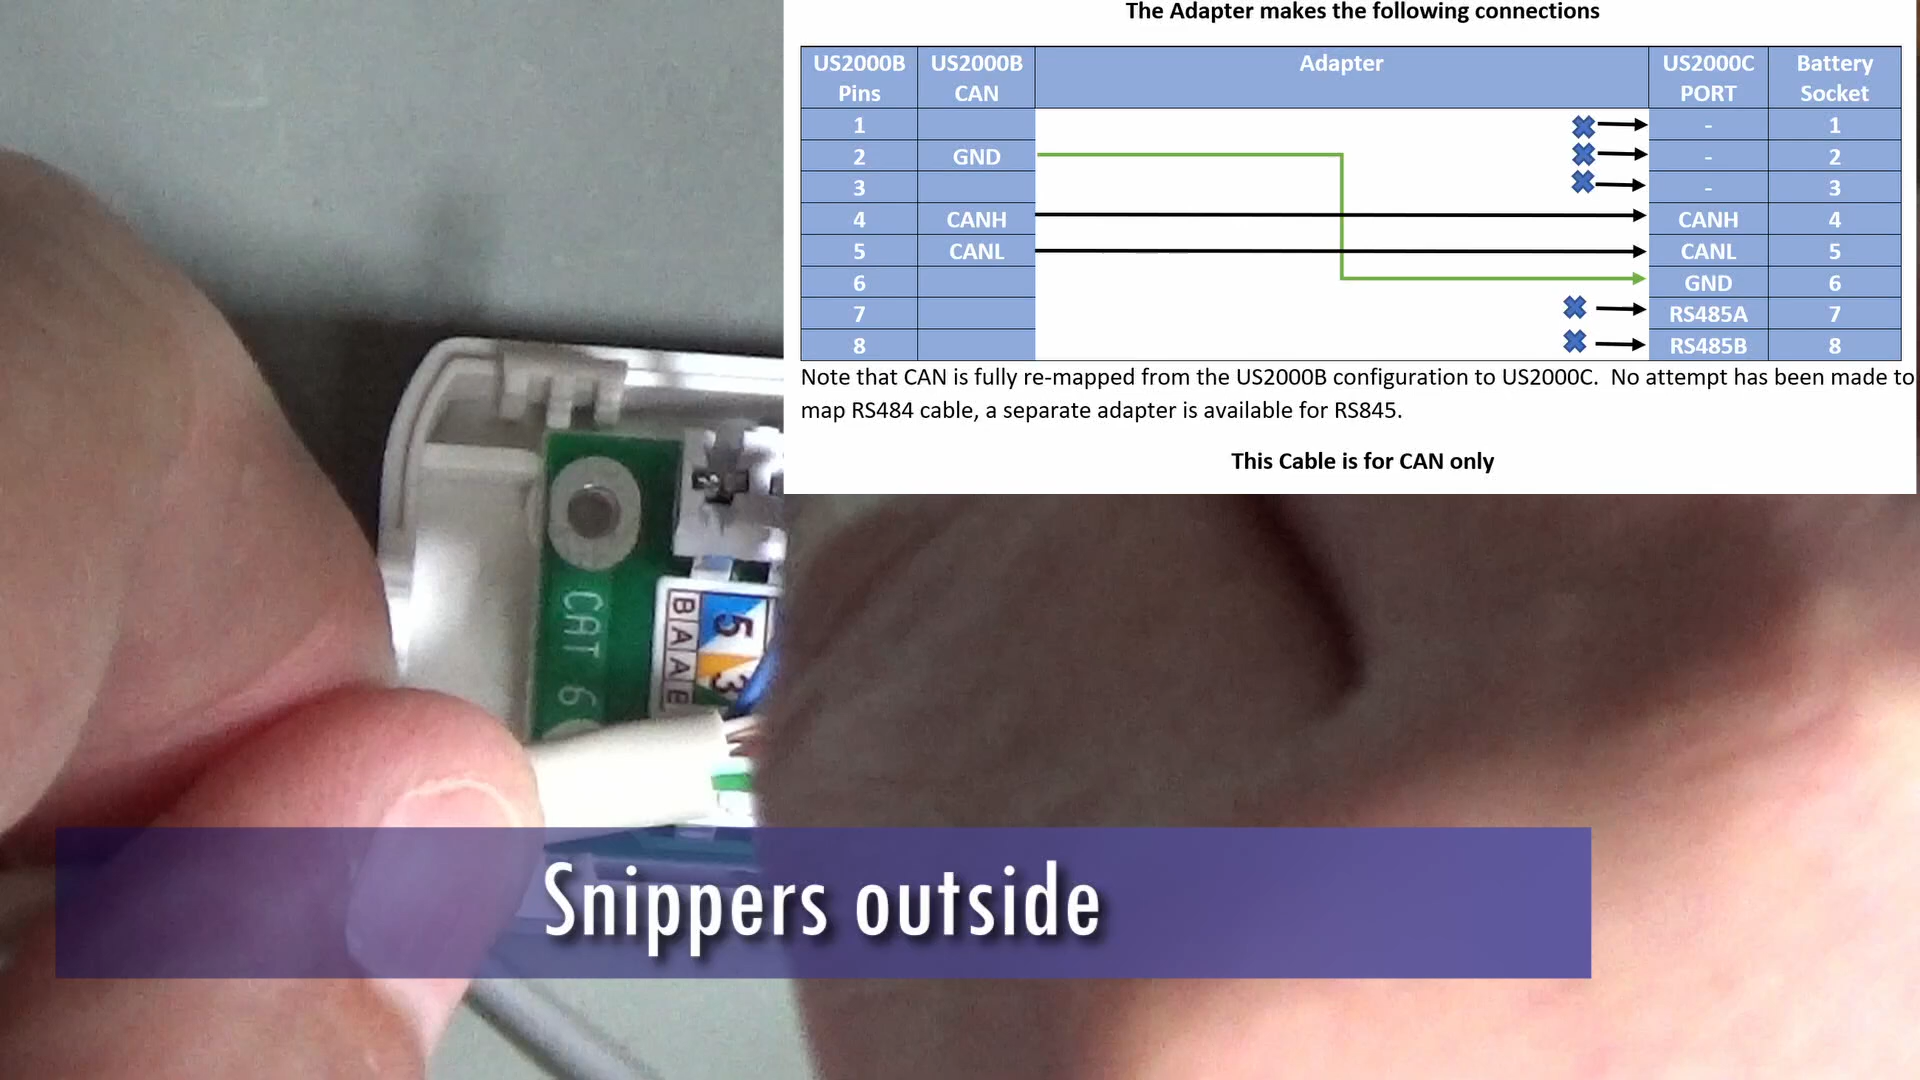 The Adapter makes the following connections
US2000B Pins US2000B CAN Adapter US2000C PORT Battery Socket
1 - 1
2 GND - 2
3 - 3
4 CANH CANH 4
5 CANL CANL 5
6 GND 6
7 RS485A 7
8 RS485B 8
Note that CAN is fully re-mapped from the US2000B configuration to US2000C. No attempt has been made to
map RS484 cable, a separate adapter is available for RS845.
This Cable is for CAN only
CAT 6
B A A B
5 3
Snippers outside